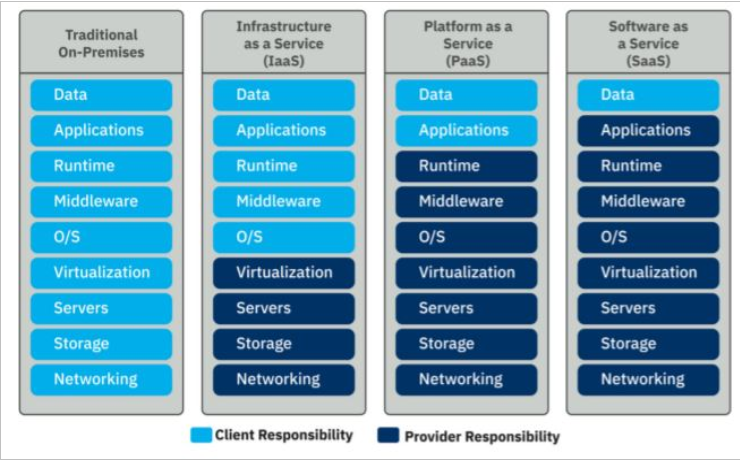 Traditional
On-Premises
Data
Applications
Runtime
Middleware
O/S
Virtualization
Servers
Storage
Networking
Infrastructure
as a Service
(IaaS)
Data
Applications
Runtime
Middleware
O/S
Virtualization
Servers
Storage
Networking
Platform as a
Service
(PaaS)
Data
Applications
Runtime
Middleware
O/S
Virtualization
Servers
Storage
Networking
Software as
a Service
(SaaS)
Data
Applications
Runtime
Middleware
O/S
Virtualization
Servers
Storage
Networking
Client Responsibility
Provider Responsibility